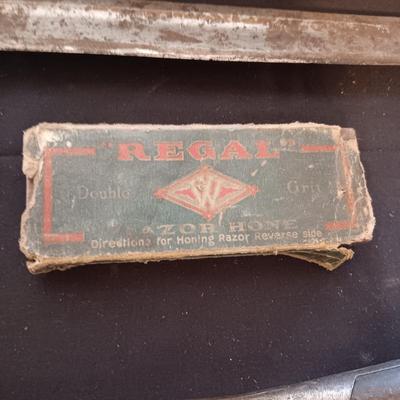 "REGAL"
Double Grit
W
RAZOR HONE
Directions for Honing Razor Reverse side